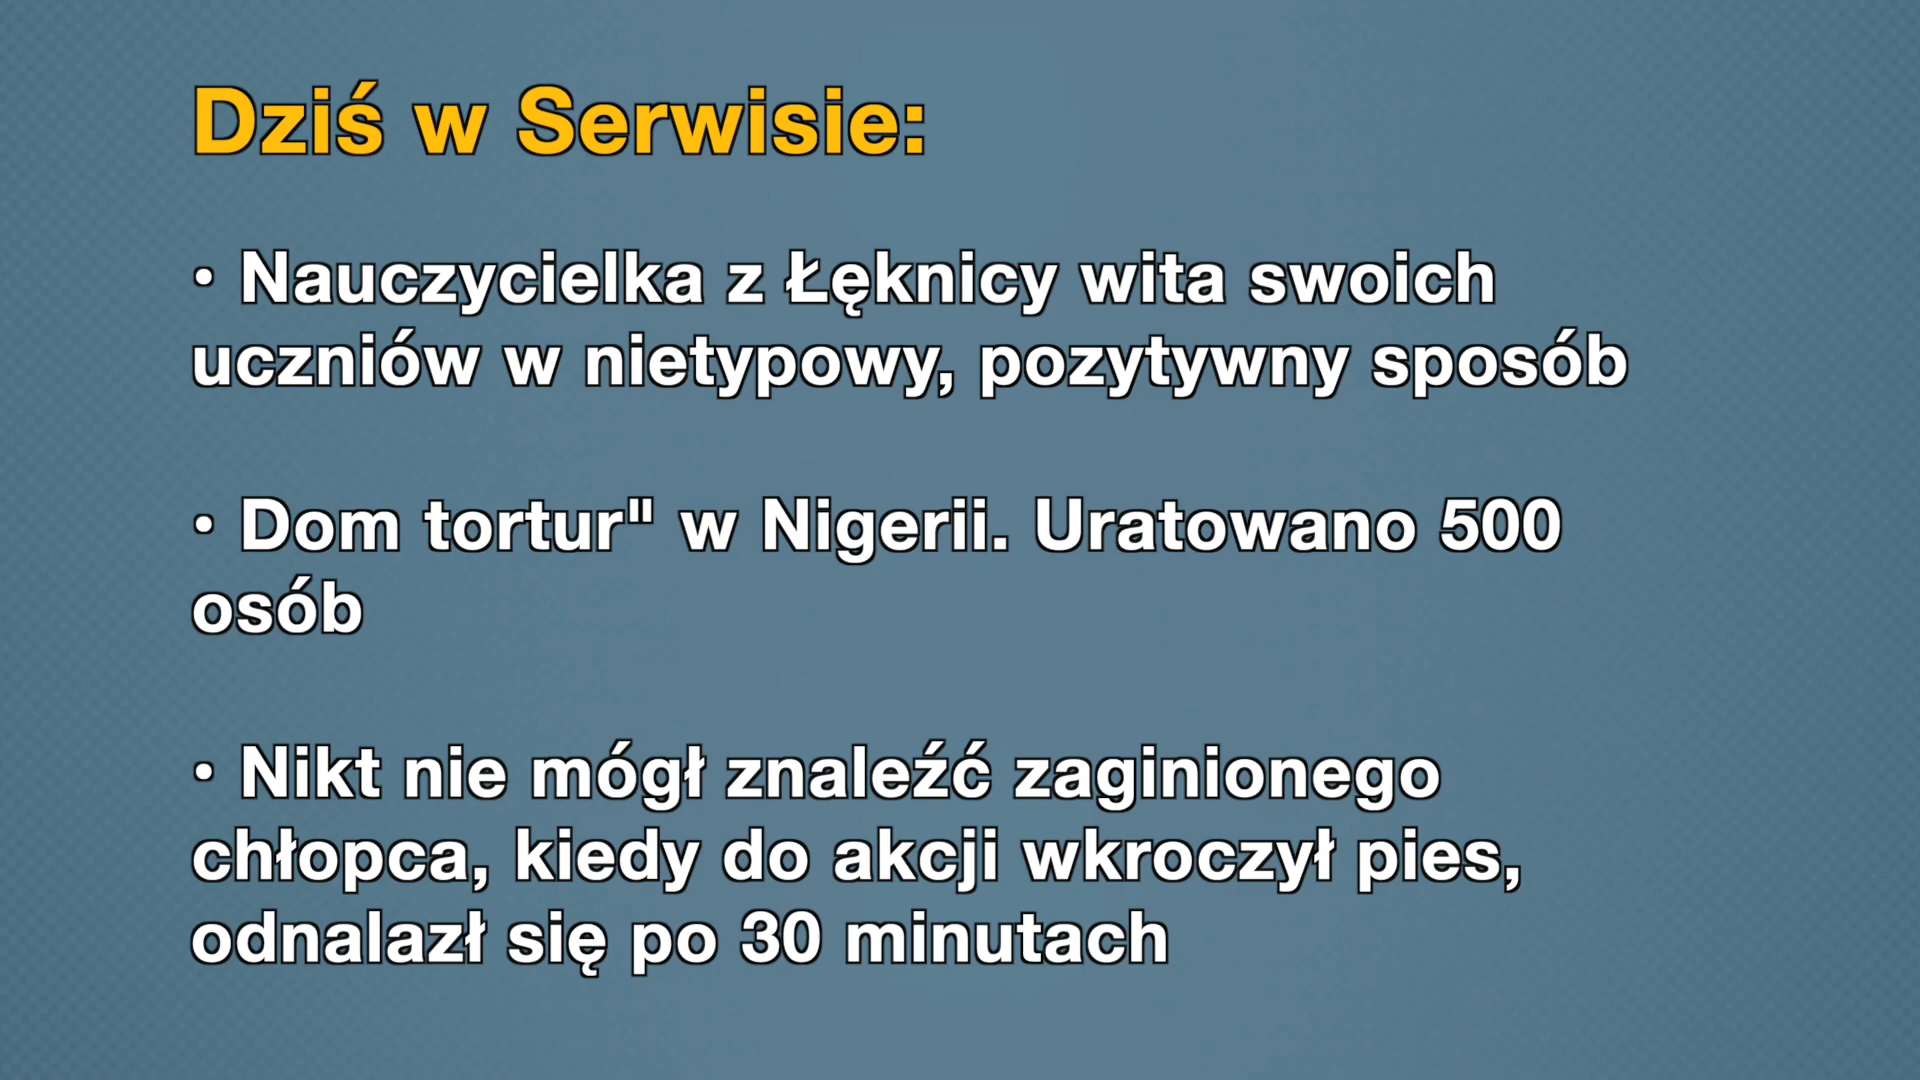 Dziś w Serwisie:
• Nauczycielka z Łęknicy wita swoich
uczniów w nietypowy, pozytywny sposób
• Dom tortur" w Nigerii. Uratowano 500
osób
• Nikt nie mógł znaleźć zaginionego
chłopca, kiedy do akcji wkroczył pies,
odnalazł się po 30 minutach